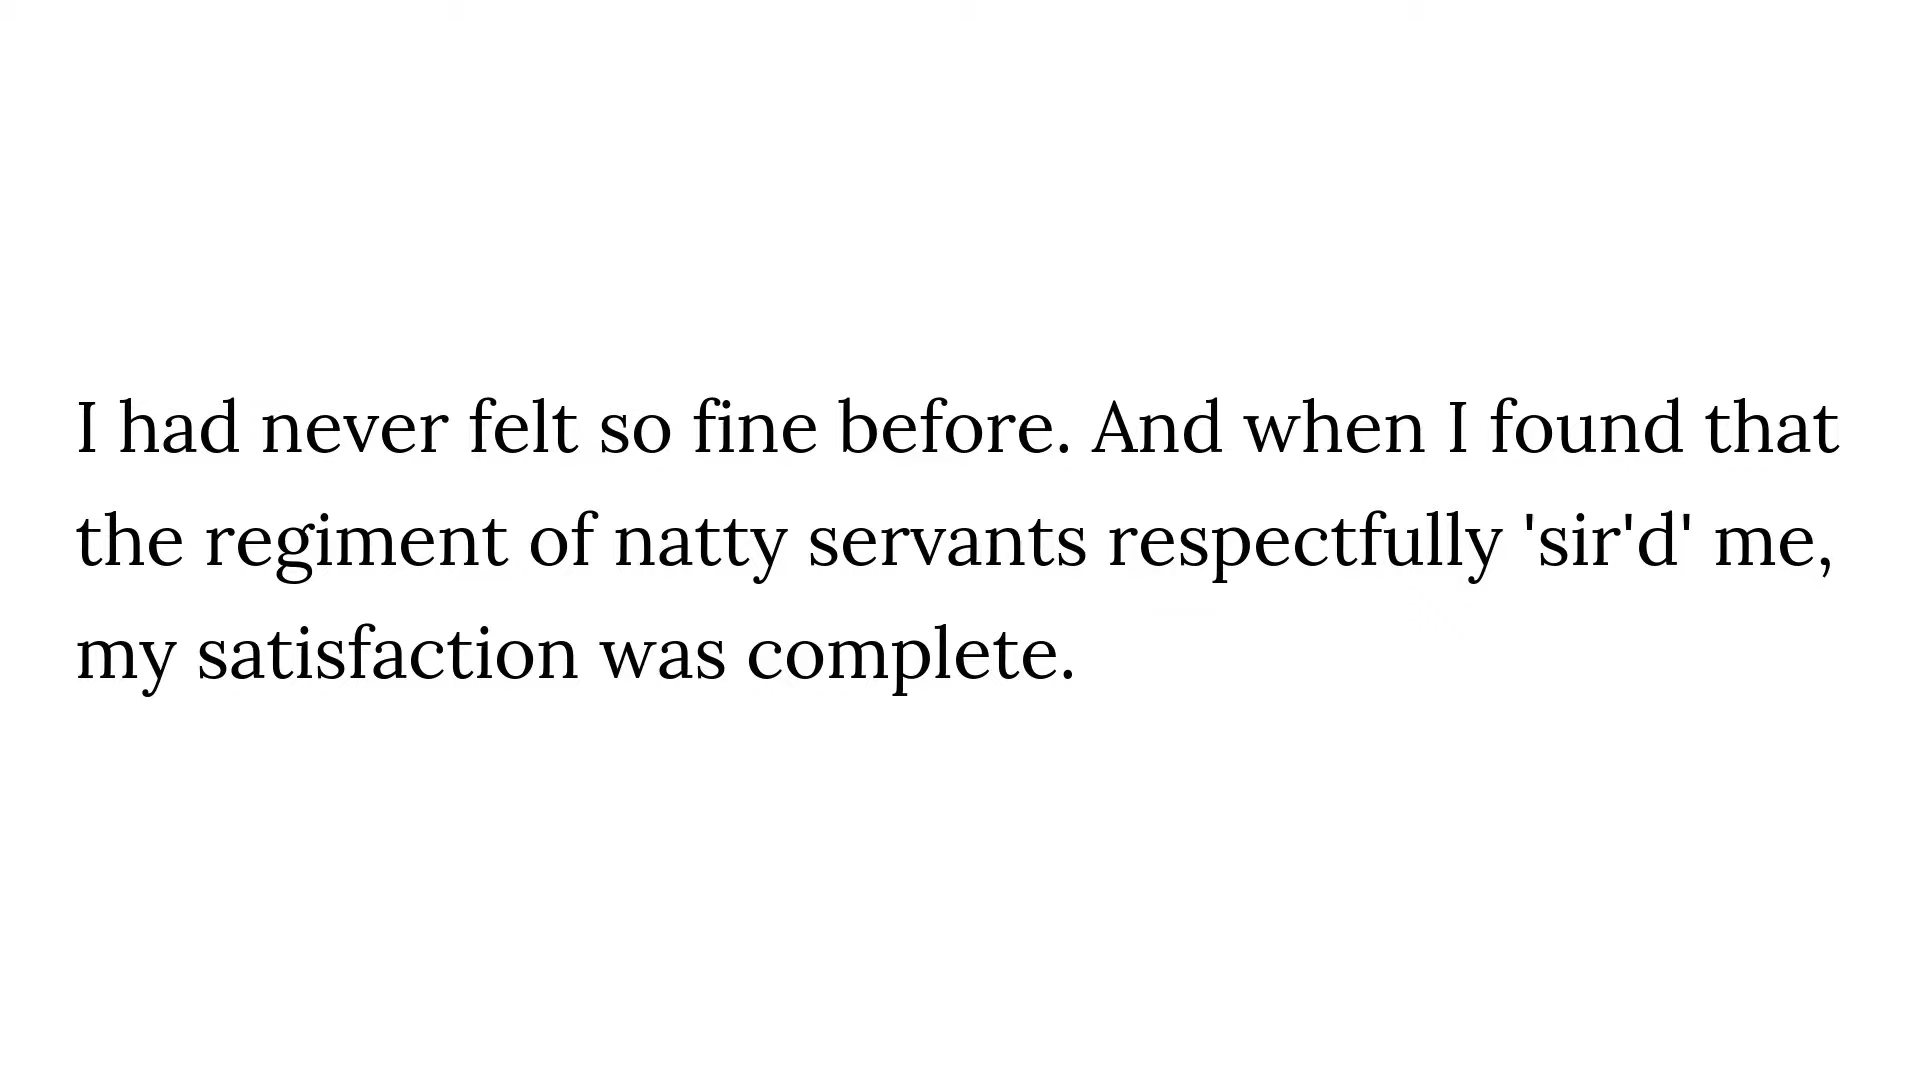 I had never felt so fine before. And when I found that
the regiment of natty servants respectfully 'sir'd' me,
my satisfaction was complete.